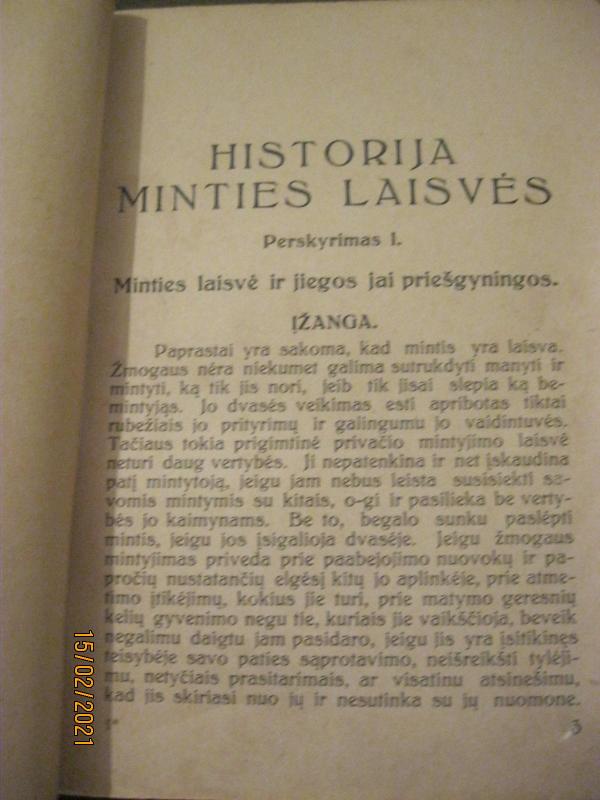 HISTORIJA
MINTIES LAISVĖS
Perskyrimas I.
Minties laisvė ir jiegos jai priešgyningos.
ĮŽANGA.
Paprastai yra sakoma, kad mintis yra laisva.
Žmogaus nėra niekumet galima sutrukdyti manyti ir
mintyti, ką tik jis nori, jeib tik jisai slepia ką be-
mintyjąs. Jo dvasės veikimas esti apribotas tiktai
rubežiais jo prityrimų ir galingumu jo vaidintuvės.
Tačiaus tokia prigimtinė privačio mintyjimo laisvė
neturi daug vertybės. Ji nepatenkina ir net įskaudina
patį mintytoją, jeigu jam nebus leista susisiekti sa-
vomis mintymis su kitais, o-gi ir pasilieka be verty-
bės jo kaimynams. Be to, begalo sunku paslėpti
mintis, jeigu jos įsigalioja dvasėje. Jeigu žmogaus
mintyjimas priveda prie paabejojimo nuovokų ir pa-
pročių nustatančių elgėsį kitų jo aplinkėje, prie atme-
timo įtikėjimų, kokius jie turi, prie matymo geresnių
kelių gyvenimo negu tie, kuriais jie vaikščioja, beveik
negalimu daigtu jam pasidaro, jeigu jis yra įsitikinęs
teisybėje savo paties saprotavimo, neišreikšti tylėji-
mu, netyčiais prasitarimais, ar visatinu atsinešimu,
kad jis skiriasi nuo jų ir nesutinka su jų nuomone.
1*
3
15/02/2021